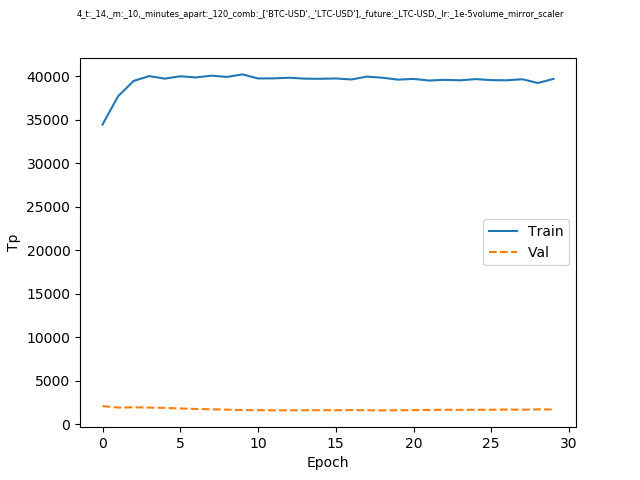 4_t:_14,_m:_10,_minutes_apart:_120_comb:_['BTC-USD',_'LTC-USD'],_future:_LTC-USD,_lr:_1e-5volume_mirror_scaler
40000
35000
30000
25000
20000
15000
10000
5000
0
Tp
Train
Val
0 5 10 15 20 25 30
Epoch